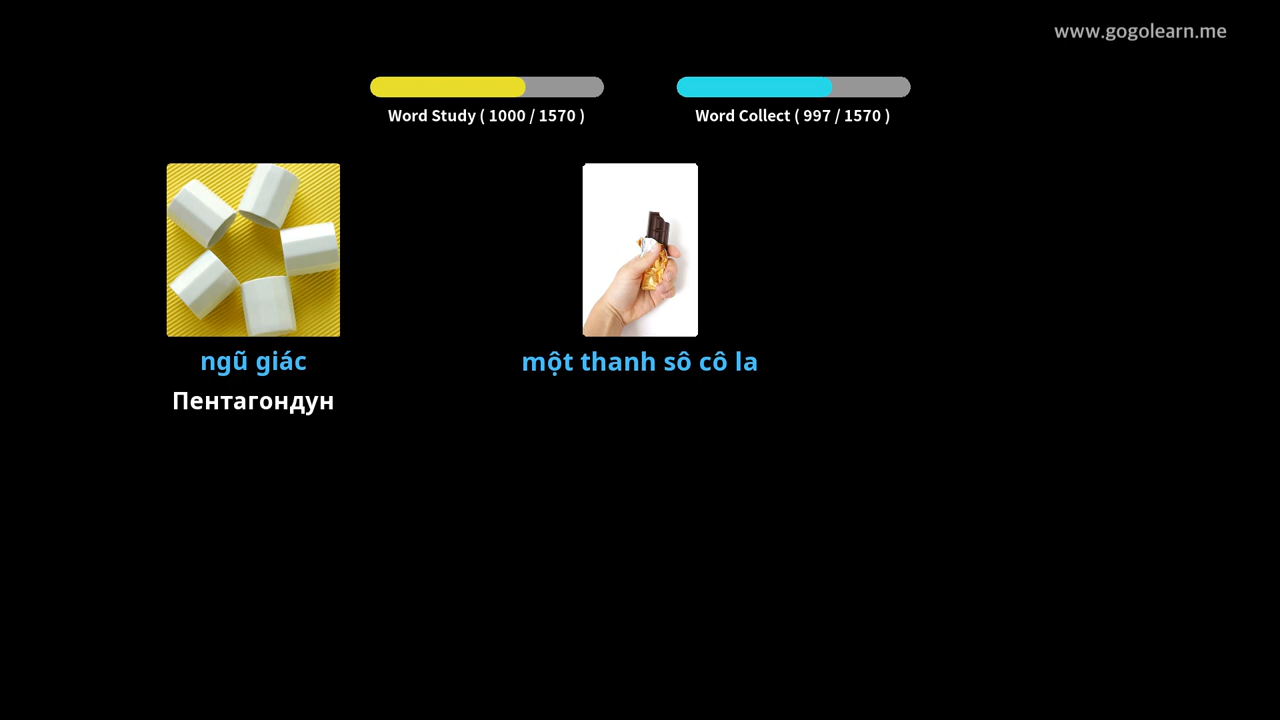 www.gogolearn.me
Word Study ( 1000 / 1570 )
Word Collect ( 997 / 1570 )
ngũ giác
Пентагондун
một thanh sô cô la